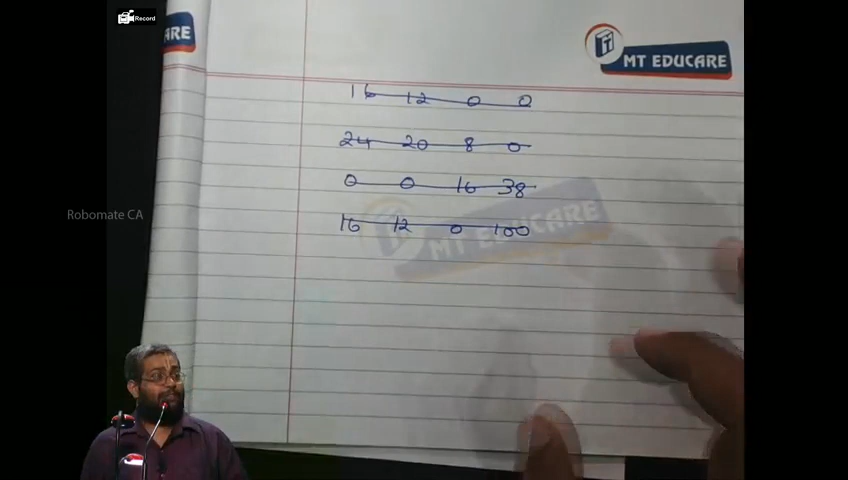 Record
ARE
MT EDUCARE
16 12 0 0
24 20 8 0
0 0 16 38
Robomate CA
16 12 0 100
MT EDUCARE